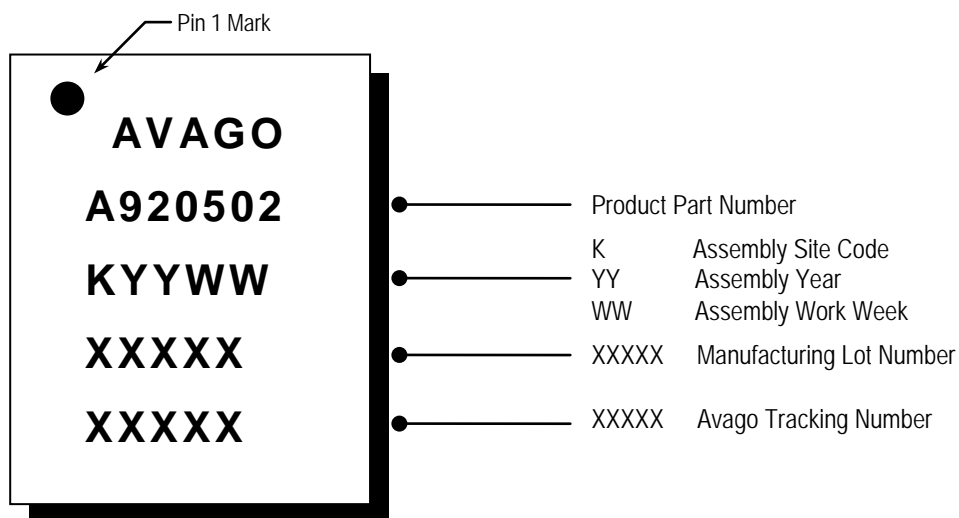 Pin 1 Mark
AVAGO
A920502
Product Part Number
KYYWW
K Assembly Site Code
YY Assembly Year
WW Assembly Work Week
XXXXX
XXXXX Manufacturing Lot Number
XXXXX
XXXXX Avago Tracking Number